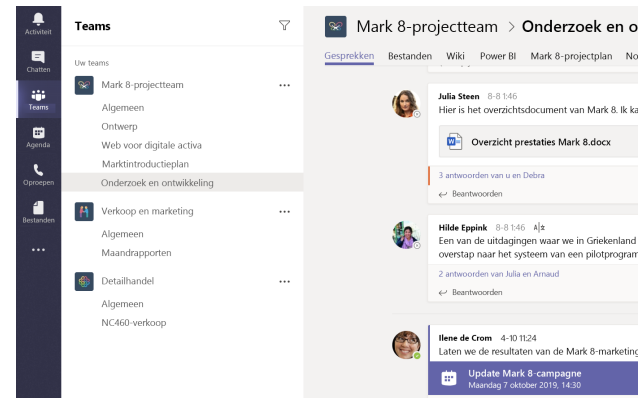 Activiteit
Chatten
Teams
Agenda
Oproepen
Bestanden
Teams
Uw teams
Mark 8-projectteam
Algemeen
Ontwerp
Web voor digitale activa
Marktintroductieplan
Onderzoek en ontwikkeling
Verkoop en marketing
Algemeen
Maandrapporten
Detailhandel
Algemeen
NC460-verkoop
Mark 8-projectteam > Onderzoek en o
Gesprekken Bestanden Wiki Power BI Mark 8-projectplan No
Julia Steen 8-8 1:46
Hier is het overzichtsdocument van Mark 8. Ik ka
Overzicht prestaties Mark 8.docx
3 antwoorden van u en Debra
Beantwoorden
Hilde Eppink 8-8 1:46
Een van de uitdagingen waar we in Griekenland
overstap naar het systeem van een pilotprogram
2 antwoorden van Julia en Arnaud
Beantwoorden
Ilene de Crom 4-10 11:24
Laten we de resultaten van de Mark 8-marketing
Update Mark 8-campagne
Maandag 7 oktober 2019, 14:30